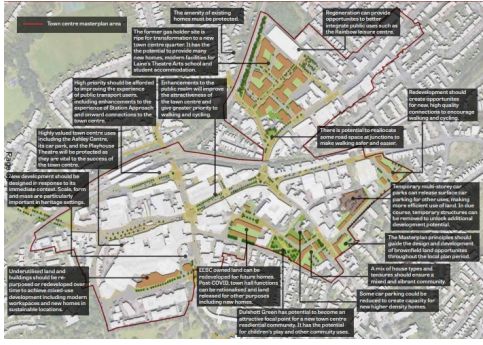 Town centre masterplan area
The amenity of existing
homes must be protected.
Regeneration can provide
opportunities to better
integrate public uses such as
the Rainbow leisure centre.
The former gas holder site is
ripe for transformation to a new
town centre quarter. It has the
potential to provide many
new homes, modern facilities for
Laine's Theatre Arts school and
student accommodation.
High priority should be afforded
to improving the experience
of public transport users,
including enhancements to the
experience of Station Approach
and onward connections to the
town centre.
Enhancements to the
public realm will improve
the attractiveness of
the town centre and
give greater priority to
walking and cycling.
Redevelopment should
create opportunities
for new, high quality
connections to encourage
walking and cycling.
Highly valued town centre uses
including the Ashley Centre,
its car park, and the Playhouse
Theatre will be protected as
they are vital to the success of
the town centre.
There is potential to reallocate
some road space at junctions to
make walking safer and easier.
New development should be
designed in response to its
immediate context. Scale, form
and mass are particularly
important in heritage settings.
Temporary multi-storey car
parks can release surface car
parking for other uses, making
more efficient use of land. In due
course, temporary structures can
be removed to unlock additional
development potential.
The Masterplan principles should
guide the design and development
of brownfield land opportunities
throughout the local plan period.
Underutilised land and
buildings should be re-
purposed or redeveloped over
time to achieve mixed-use
development including modern
workspaces and new homes in
sustainable locations.
EEBC owned land can be
redeveloped for future homes.
Post-COVID, town hall functions
can be rationalised and land
released for other purposes
including new homes.
A mix of house types and
tenures should ensure a
mixed and vibrant community.
Some car parking could be
reduced to create capacity for
new higher density homes.
Dulshott Green has potential to become an
attractive focal point for a new town centre
residential community. It has the potential
for children's play and other community uses.